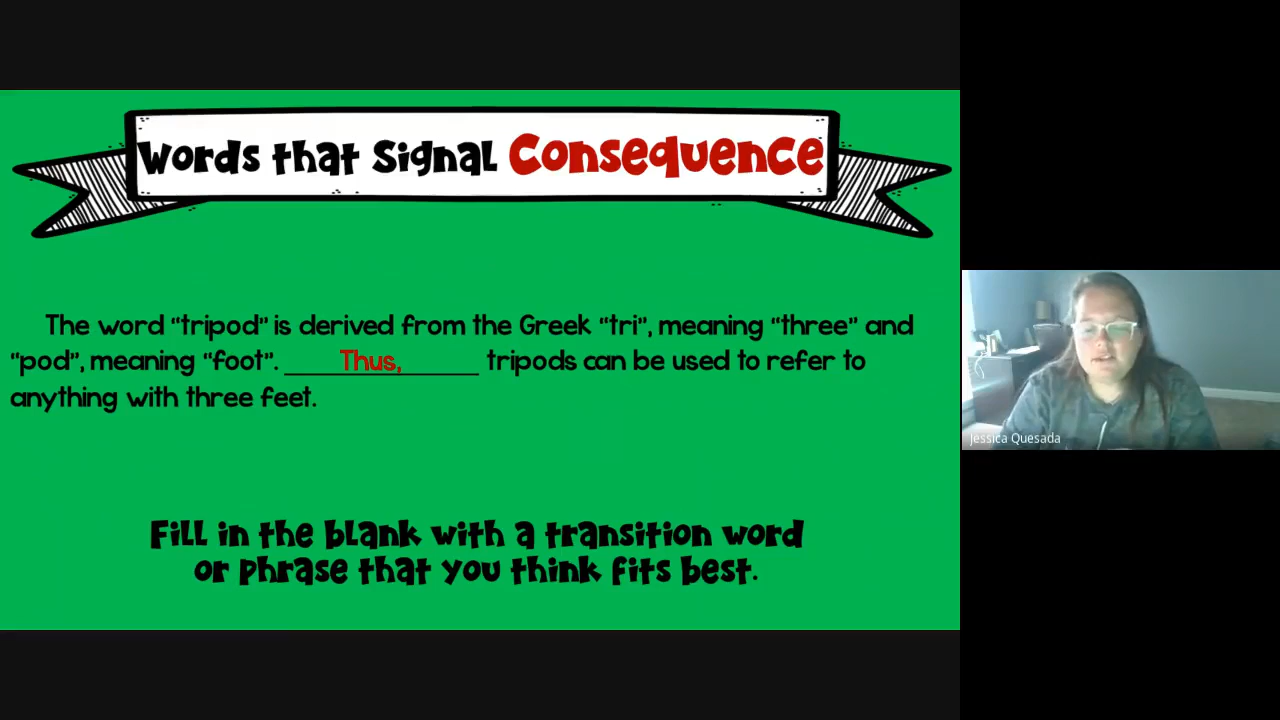 Words that Signal Consequence
The word “tripod” is derived from the Greek “tri”, meaning “three” and
“pod”, meaning “foot”. Thus, tripods can be used to refer to
anything with three feet.
Fill in the blank with a transition word
or phrase that you think fits best.
Jessica Quesada